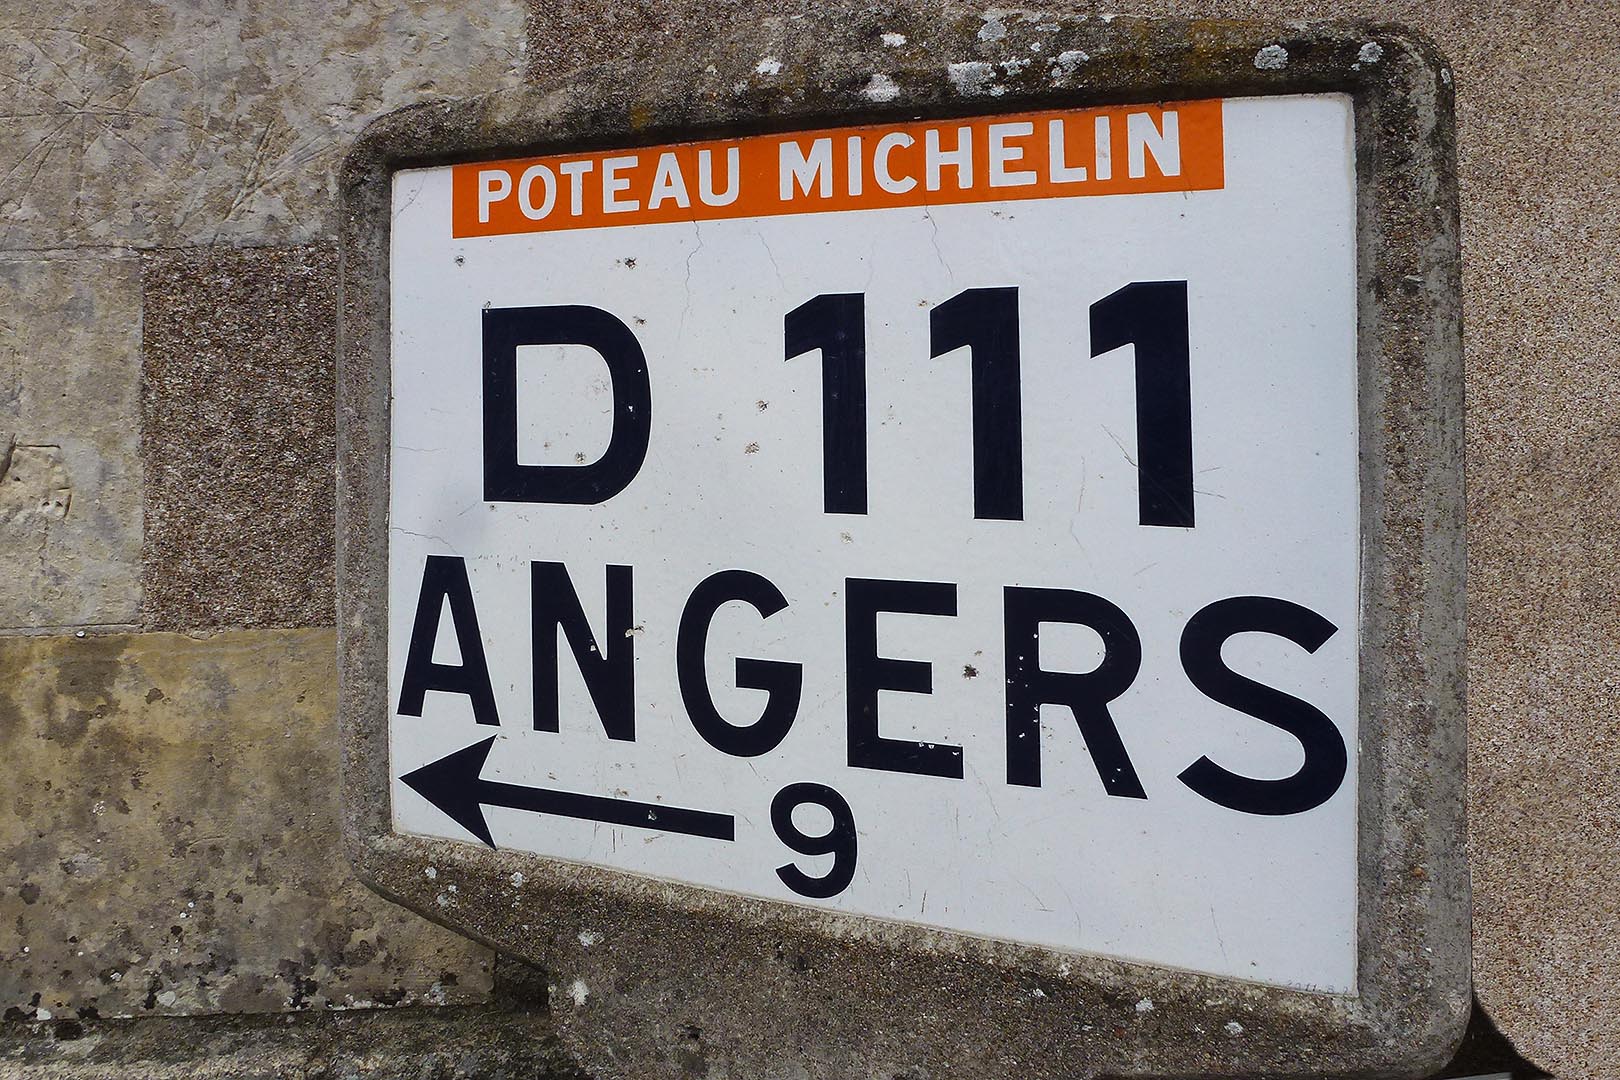 POTEAU MICHELIN
D 111
ANGERS
9